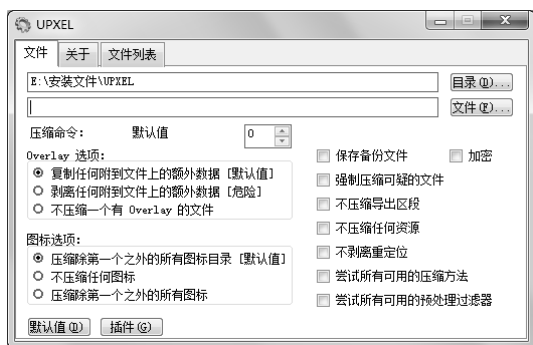 UPXEL
文件 关于 文件列表
E:\安装文件\UPXEL 目录(D)...
文件(F)...
压缩命令: 默认值 0
Overlay 选项:
复制任何附到文件上的额外数据 [默认值]
剥离任何附到文件上的额外数据 [危险]
不压缩一个有 Overlay 的文件
图标选项:
压缩除第一个之外的所有图标目录 [默认值]
不压缩任何图标
压缩除第一个之外的所有图标
保存备份文件 加密
强制压缩可疑的文件
不压缩导出区段
不压缩任何资源
不剥离重定位
尝试所有可用的压缩方法
尝试所有可用的预处理过滤器
默认值(D) 插件(G)